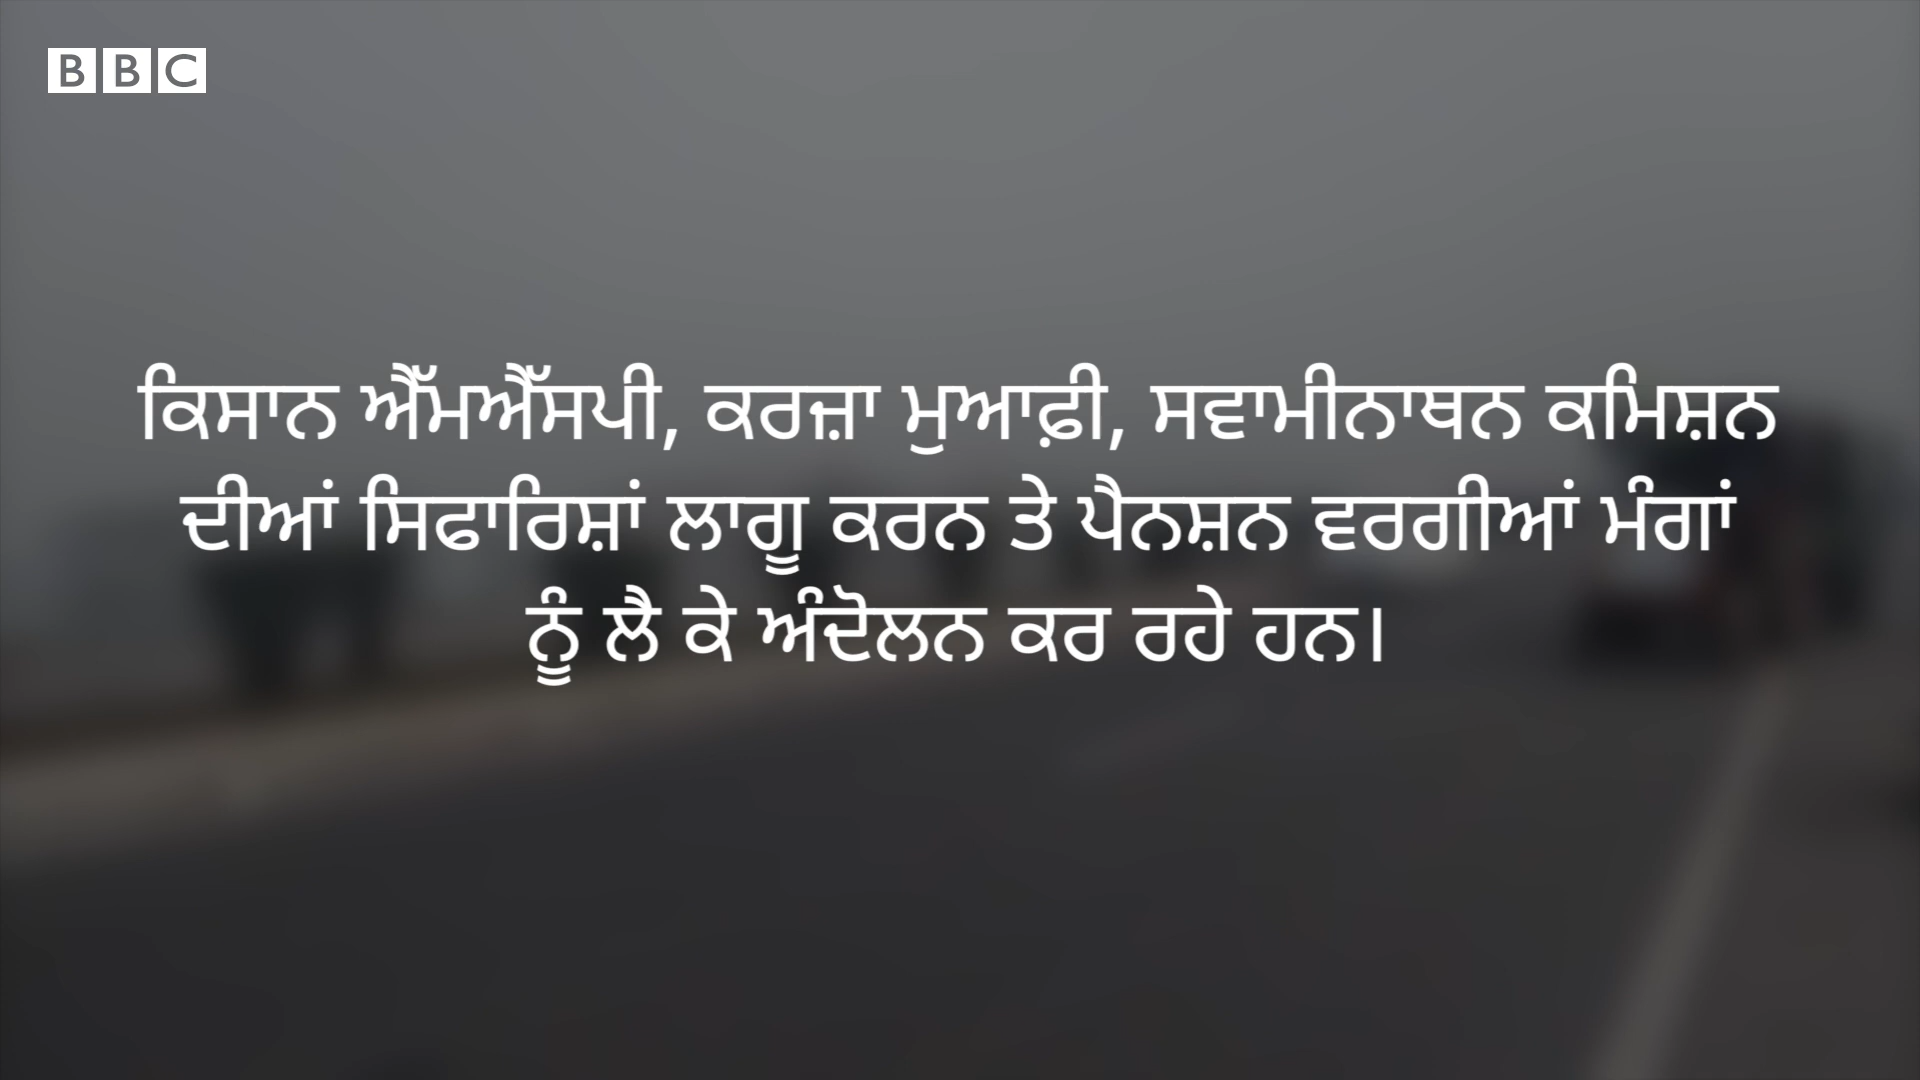 BBC
ਕਿਸਾਨ ਐੱਮਐੱਸਪੀ, ਕਰਜ਼ਾ ਮੁਆਫ਼ੀ, ਸਵਾਮੀਨਾਥਨ ਕਮਿਸ਼ਨ
ਦੀਆਂ ਸਿਫਾਰਿਸ਼ਾਂ ਲਾਗੂ ਕਰਨ ਤੇ ਪੈਨਸ਼ਨ ਵਰਗੀਆਂ ਮੰਗਾਂ
ਨੂੰ ਲੈ ਕੇ ਅੰਦੋਲਨ ਕਰ ਰਹੇ ਹਨ।